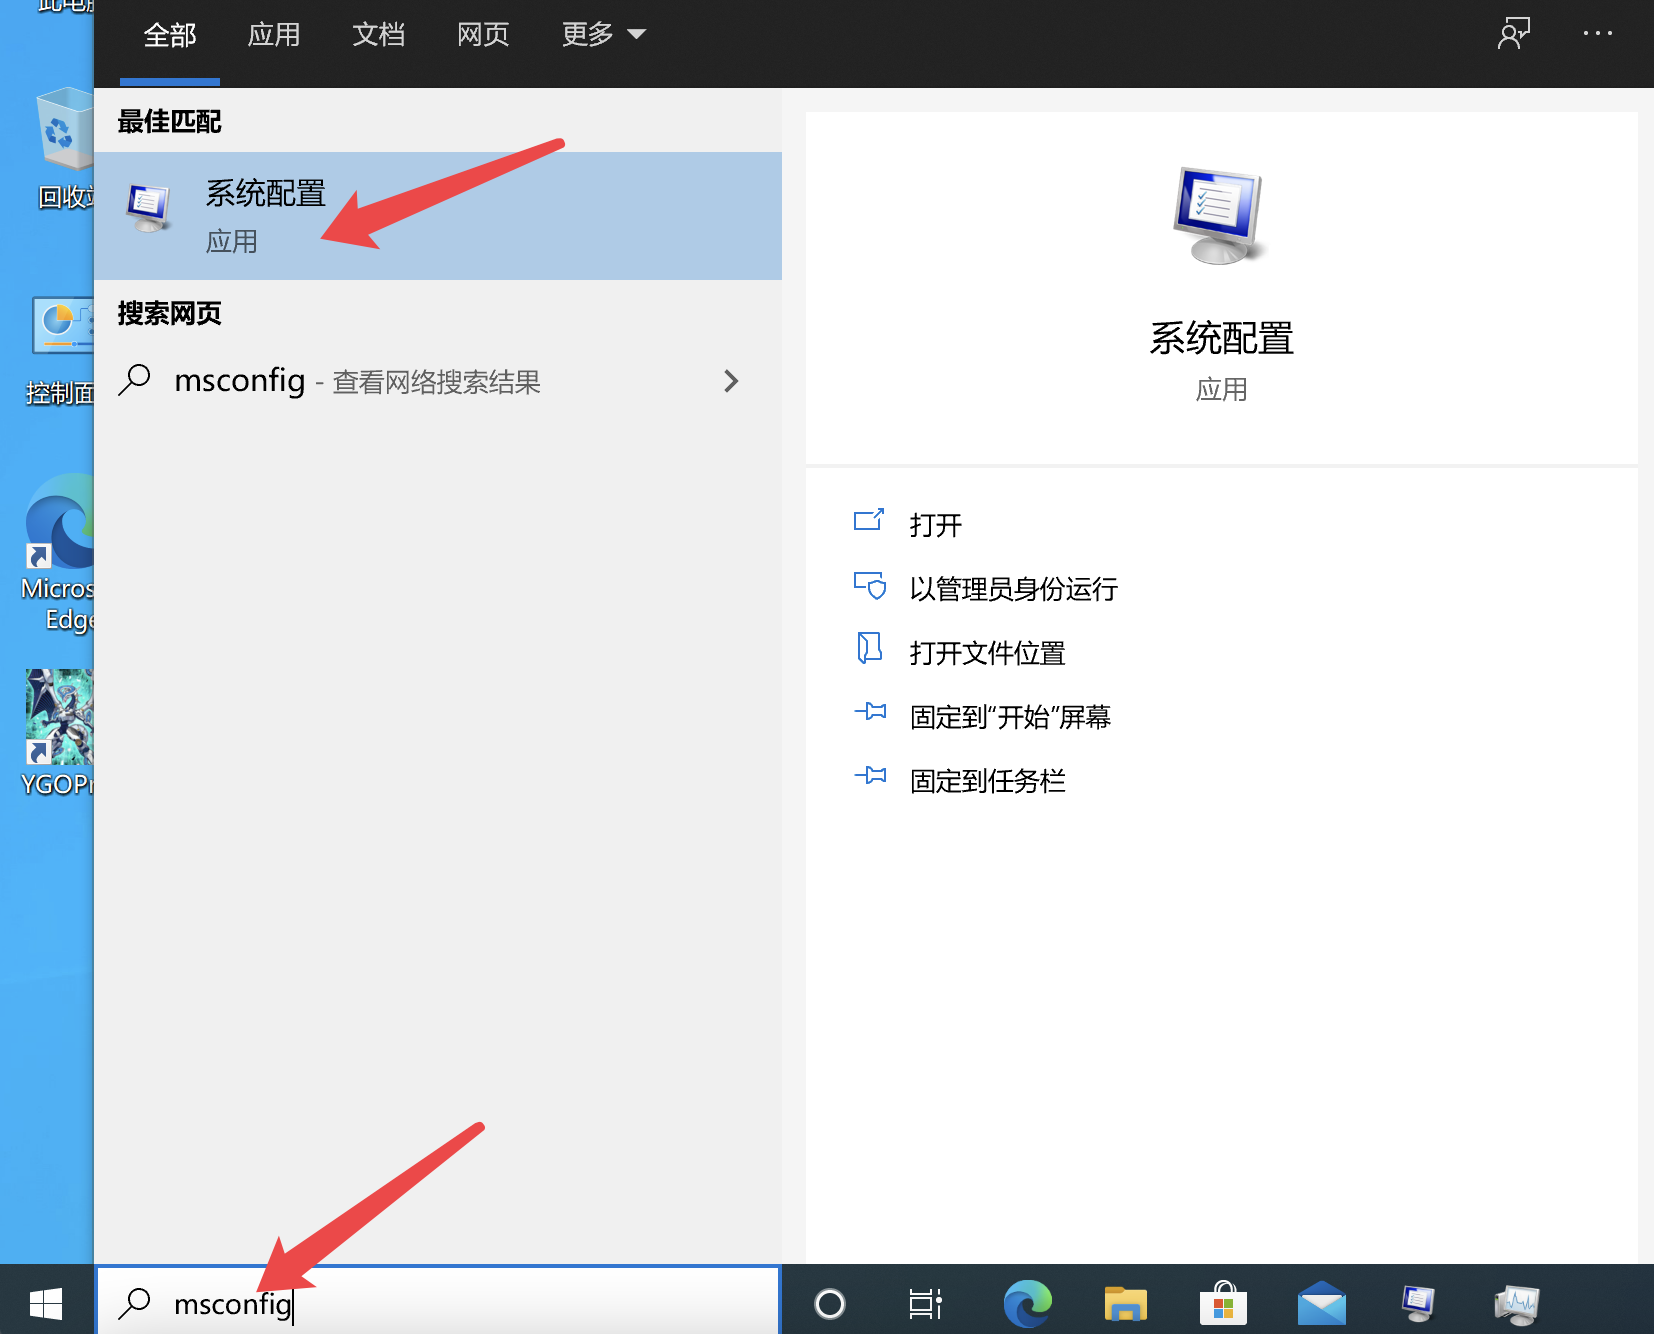 全部 应用 文档 网页 更多
最佳匹配
系统配置
应用
搜索网页
msconfig - 查看网络搜索结果
系统配置
应用
打开
以管理员身份运行
打开文件位置
固定到“开始”屏幕
固定到任务栏
回收
控制面
Micros
Edge
YGOPr
msconfig